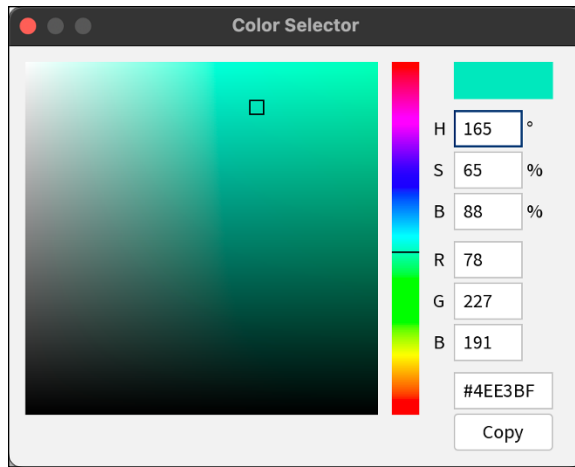 Color Selector
H 165 °
S 65 %
B 88 %
R 78
G 227
B 191
#4EE3BF
Copy